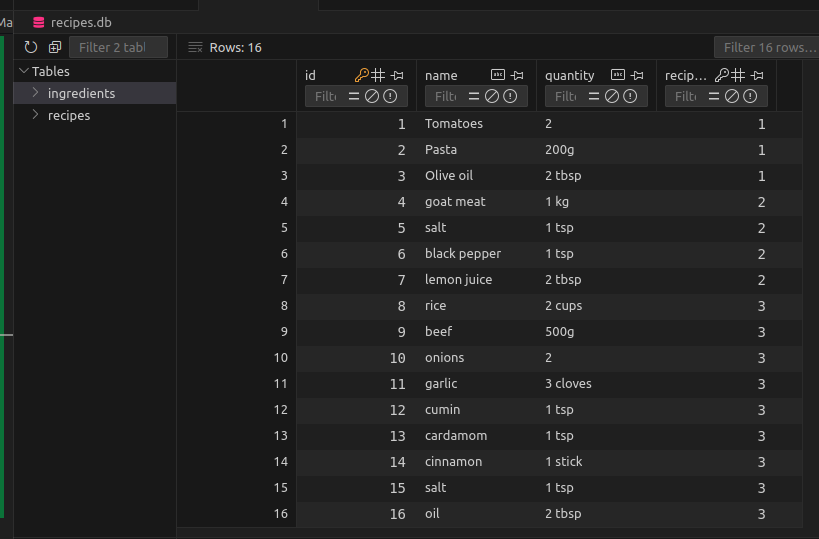 Ma
recipes.db
Filter 2 tabl
Rows: 16
Filter 16 rows...
Tables
ingredients
recipes
id name quantity recip...
Filt Filt Filt Filt
1 1 Tomatoes 2 1
2 2 Pasta 200g 1
3 3 Olive oil 2 tbsp 1
4 4 goat meat 1 kg 2
5 5 salt 1 tsp 2
6 6 black pepper 1 tsp 2
7 7 lemon juice 2 tbsp 2
8 8 rice 2 cups 3
9 9 beef 500g 3
10 10 onions 2 3
11 11 garlic 3 cloves 3
12 12 cumin 1 tsp 3
13 13 cardamom 1 tsp 3
14 14 cinnamon 1 stick 3
15 15 salt 1 tsp 3
16 16 oil 2 tbsp 3